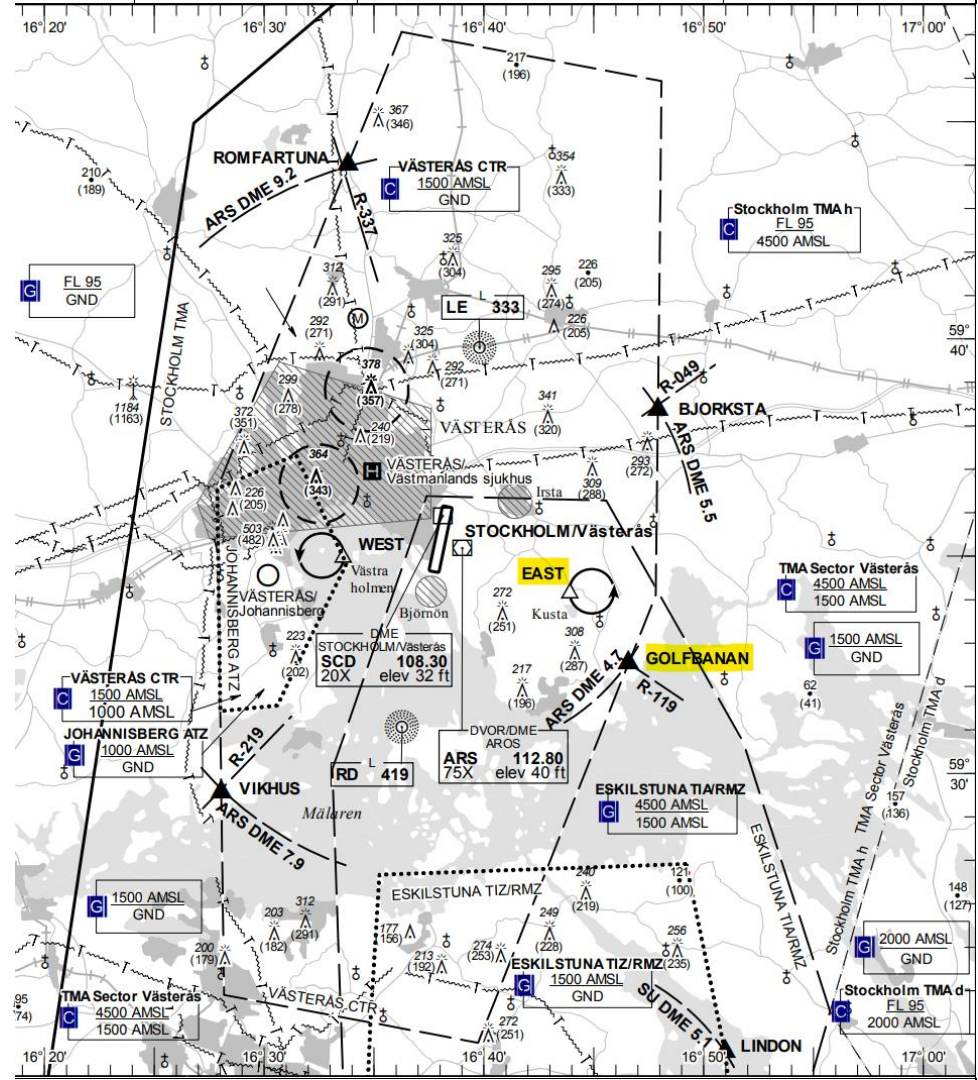 16°20'
16°30'
16°40'
16°50'
17°00'
217
(196)
367
(346)
ROMFARTUNA
ARS DME 9.2
R-337
VÄSTERÅS CTR
C
1500 AMSL
GND
354
(333)
210
(189)
Stockholm TMA h
C
FL 95
4500 AMSL
325
(304)
312
(291)
295
(274)
226
(205)
G
FL 95
GND
STOCKHOLM TMA
L
LE 333
M
226
(205)
292
(271)
325
(304)
59°
40'
378
(357)
292
(271)
299
(278)
R-049
1184
(1163)
372
(351)
341
(320)
BJORKSTA
ARS DME 5.5
240
(219)
VÄSTERÅS
293
(272)
364
(343)
H
VÄSTERÅS/
Västmanlands sjukhus
309
(288)
226
(205)
Irsta
503
(482)
STOCKHOLM/Västerås
WEST
Västra
holmen
EAST
TMA Sector Västerås
C
4500 AMSL
1500 AMSL
JOHANNISBERG ATZ
VÄSTERÅS/
Johannisberg
Björnön
272
(251)
Kusta
G
1500 AMSL
GND
223
(202)
DME
STOCKHOLM/Västerås
SCD 108.30
20X elev 32 ft
308
(287)
GOLFBANAN
ARS DME 4.7
R-119
VÄSTERÅS CTR
C
1500 AMSL
1000 AMSL
217
(196)
62
(41)
JOHANNISBERG ATZ
G
1000 AMSL
GND
R-219
DVOR/DME
AROS
ARS 112.80
75X elev 40 ft
L
RD 419
59°
30'
VIKHUS
ARS DME 7.9
Mälaren
ESKILSTUNA TIA/RMZ
G
4500 AMSL
1500 AMSL
157
(136)
TMA Sector Västerås
Stockholm TMA d
Stockholm TMA h
ESKILSTUNA TIA/RMZ
ESKILSTUNA TIZ/RMZ
240
(219)
121
(100)
148
(127)
G
1500 AMSL
GND
203
(182)
312
(291)
177
156)
249
(228)
256
(235)
200
(179)
213
(192)
274
(253)
G
2000 AMSL
GND
ESKILSTUNA TIZ/RMZ
G
1500 AMSL
GND
95
74)
TMA Sector Västerås
C
4500 AMSL
1500 AMSL
VÄSTERÅS CTR
272
(251)
SU DME 5.1
LINDON
Stockholm TMA d
C
FL 95
2000 AMSL
16°20'
16°30'
16°40'
16°50'
17°00'